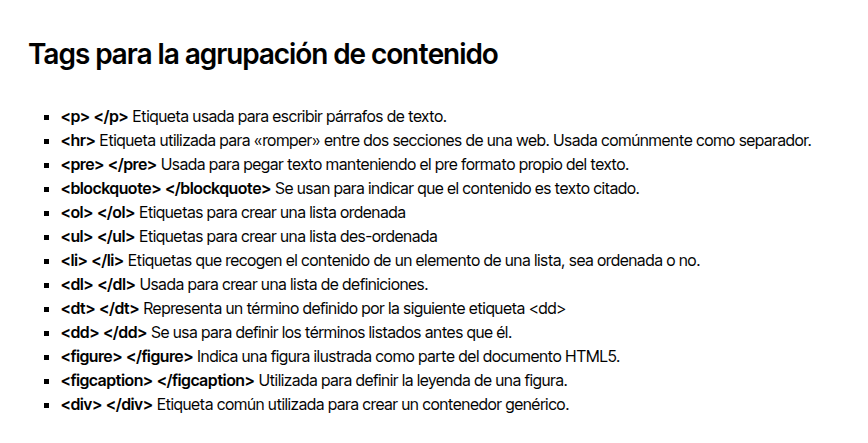 Tags para la agrupación de contenido
<p> </p> Etiqueta usada para escribir párrafos de texto.
<hr> Etiqueta utilizada para «romper» entre dos secciones de una web. Usada comúnmente como separador.
<pre> </pre> Usada para pegar texto manteniendo el pre formato propio del texto.
<blockquote> </blockquote> Se usan para indicar que el contenido es texto citado.
<ol> </ol> Etiquetas para crear una lista ordenada
<ul> </ul> Etiquetas para crear una lista des-ordenada
<li> </li> Etiquetas que recogen el contenido de un elemento de una lista, sea ordenada o no.
<dl> </dl> Usada para crear una lista de definiciones.
<dt> </dt> Representa un término definido por la siguiente etiqueta <dd>
<dd> </dd> Se usa para definir los términos listados antes que él.
<figure> </figure> Indica una figura ilustrada como parte del documento HTML5.
<figcaption> </figcaption> Utilizada para definir la leyenda de una figura.
<div> </div> Etiqueta común utilizada para crear un contenedor genérico.